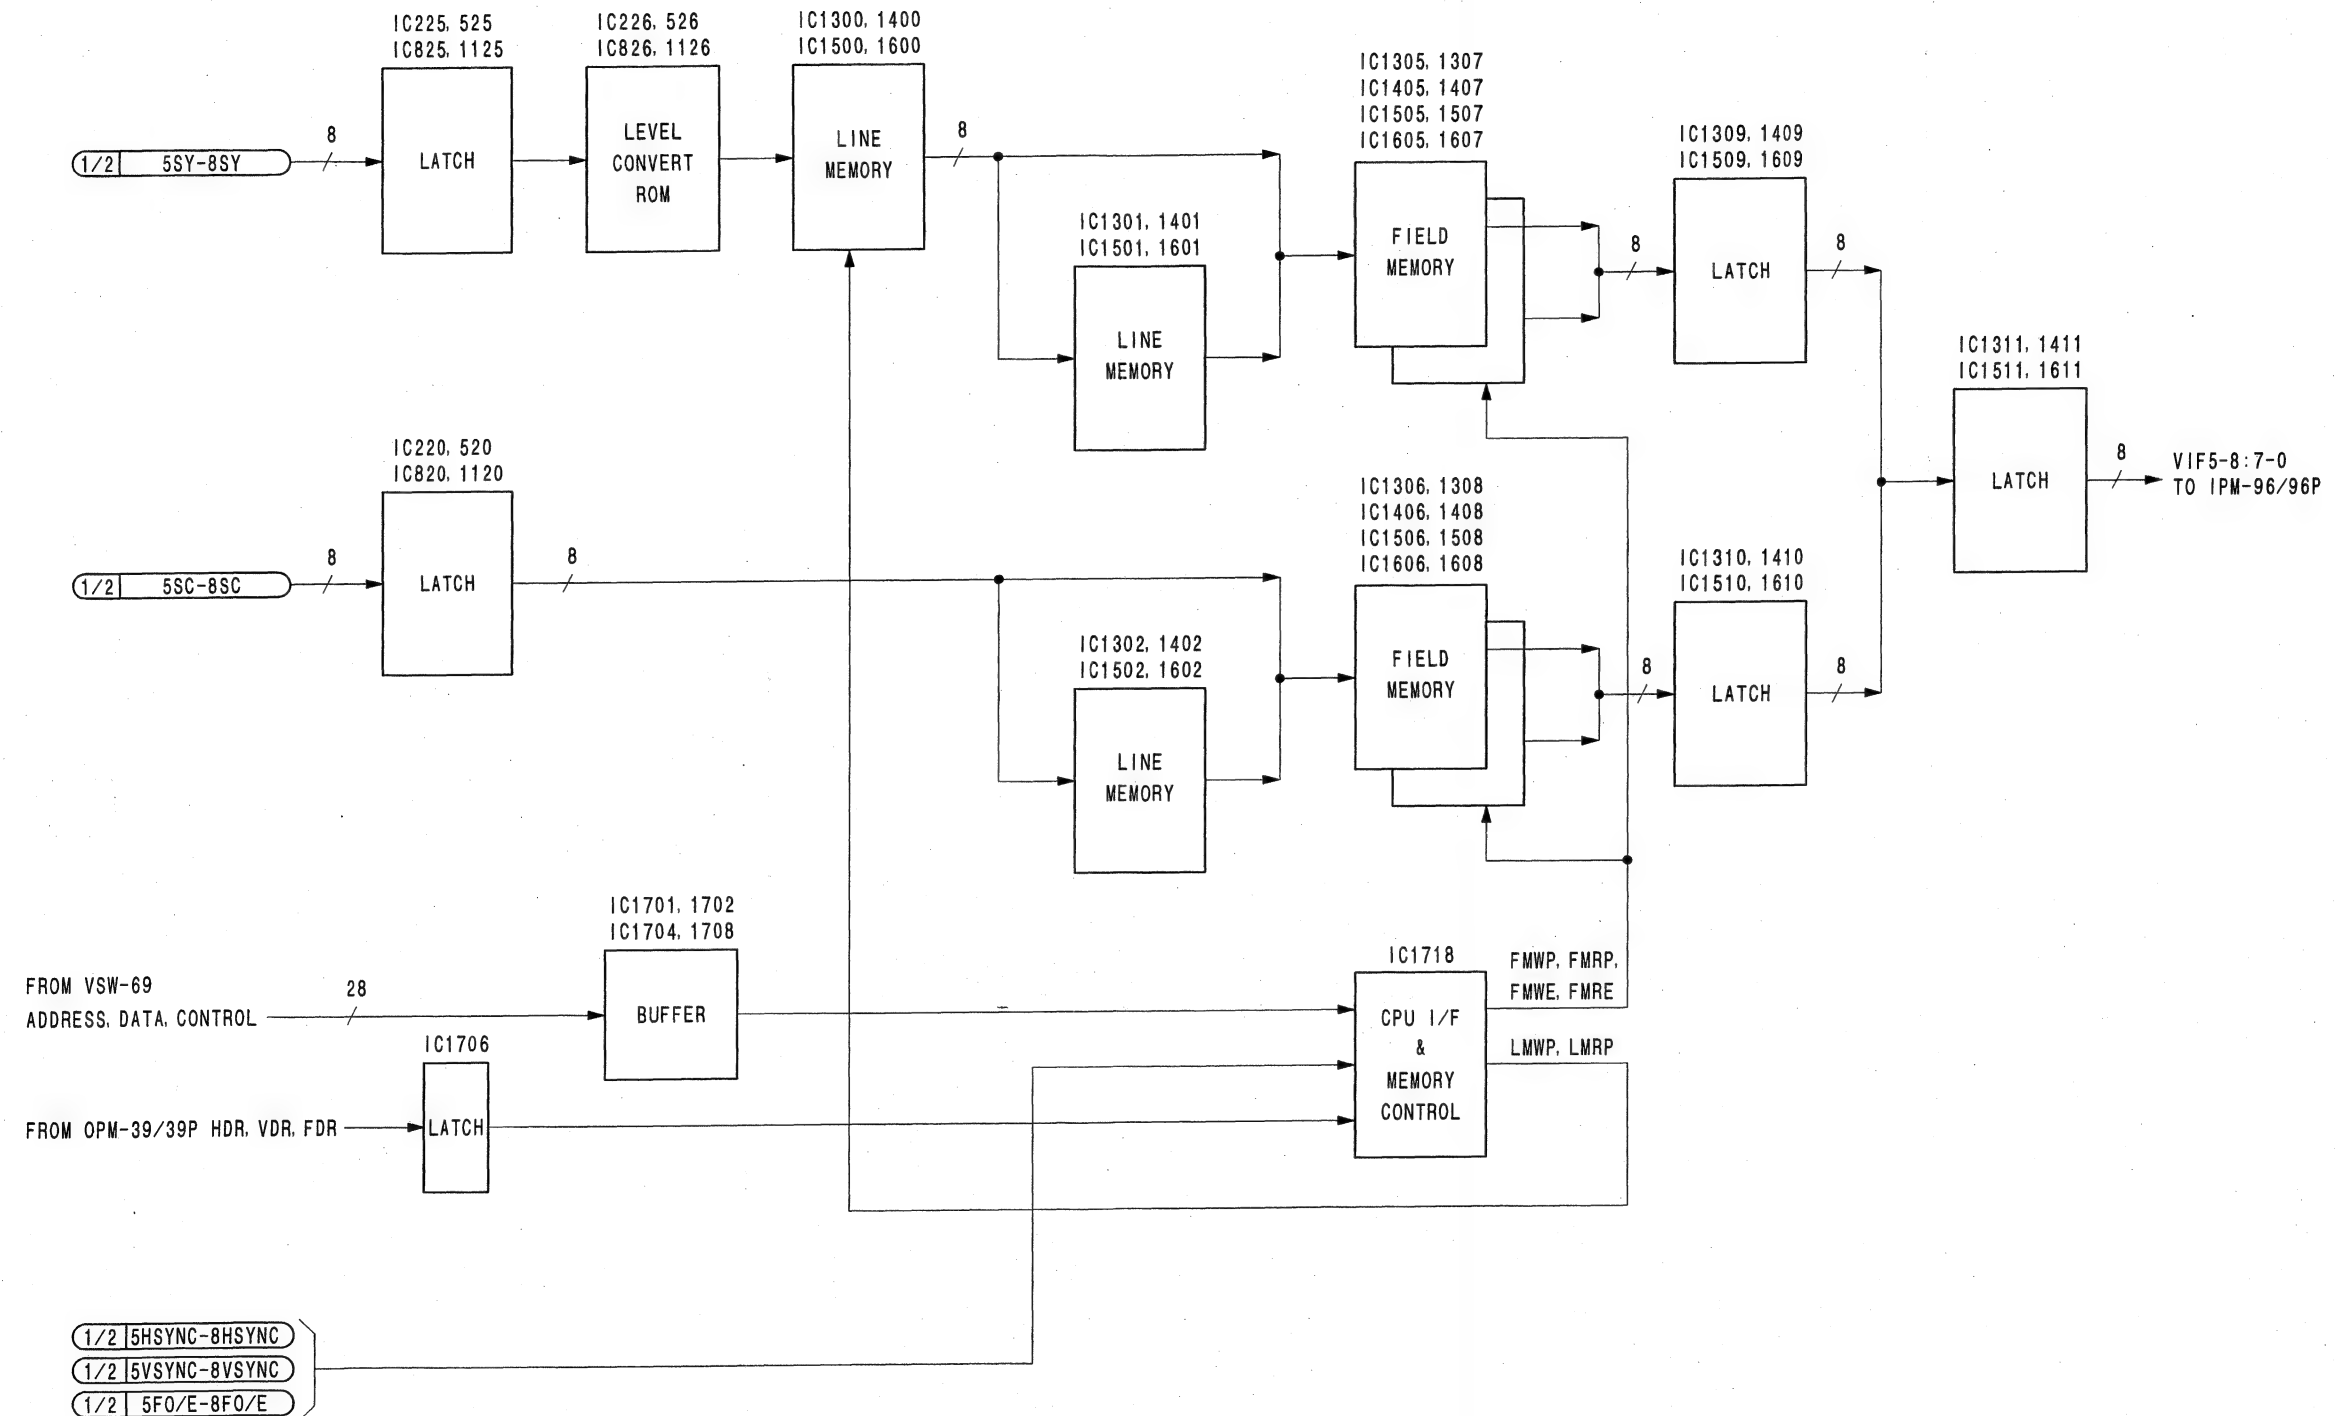 IC225, 525
IC825, 1125
LATCH
IC226, 526
IC826, 1126
LEVEL
CONVERT
ROM
IC1300, 1400
IC1500, 1600
LINE
MEMORY
1/2 5SY-8SY
8
8
IC1301, 1401
IC1501, 1601
LINE
MEMORY
IC1305, 1307
IC1405, 1407
IC1505, 1507
IC1605, 1607
FIELD
MEMORY
8
IC1309, 1409
IC1509, 1609
LATCH
8
IC1311, 1411
IC1511, 1611
LATCH
8
VIF5-8:7-0
TO IPM-96/96P
IC220, 520
IC820, 1120
LATCH
1/2 5SC-8SC
8
8
IC1302, 1402
IC1502, 1602
LINE
MEMORY
IC1306, 1308
IC1406, 1408
IC1506, 1508
IC1606, 1608
FIELD
MEMORY
8
IC1310, 1410
IC1510, 1610
LATCH
8
IC1701, 1702
IC1704, 1708
BUFFER
FROM VSW-69
ADDRESS, DATA, CONTROL
28
IC1706
LATCH
FROM OPM-39/39P HDR, VDR, FDR
IC1718
CPU I/F
&
MEMORY
CONTROL
FMWP, FMRP,
FMWE, FMRE
LMWP, LMRP
1/2 5HSYNC-8HSYNC
1/2 5VSYNC-8VSYNC
1/2 5FO/E-8FO/E